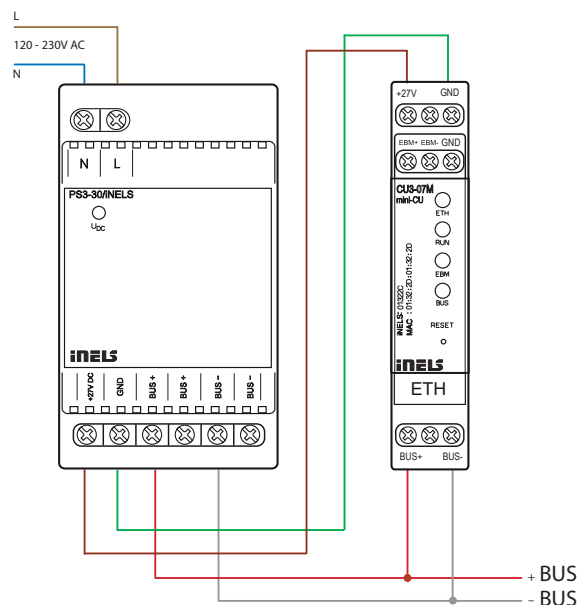 L
120 - 230V AC
N
N L
PS3-30/iNELS
UDC
iNELS
+27V DC
GND
BUS +
BUS +
BUS -
BUS -
+27V GND
EBM+ EBM- GND
CU3-07M
mini-CU
ETH
RUN
EBM
BUS
iNELS: 01322C
MAC : 01:32:2D:01:32:2D
RESET
iNELS
ETH
BUS+ BUS-
+ BUS
- BUS